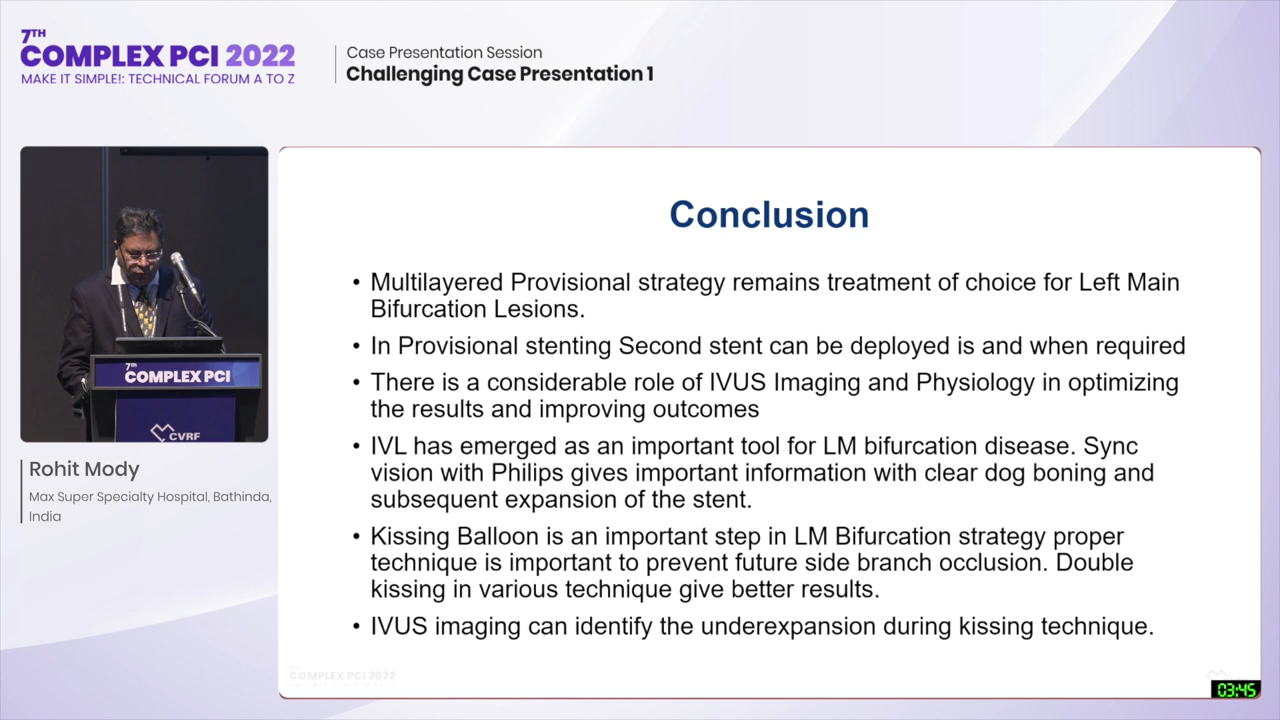 7TH
COMPLEX PCI 2022
MAKE IT SIMPLE!: TECHNICAL FORUM A TO Z
Case Presentation Session
Challenging Case Presentation 1
7th
COMPLEX PCI
CVRF
Rohit Mody
Max Super Specialty Hospital, Bathinda,
India
Conclusion
• Multilayered Provisional strategy remains treatment of choice for Left Main
Bifurcation Lesions.
• In Provisional stenting Second stent can be deployed is and when required
• There is a considerable role of IVUS Imaging and Physiology in optimizing
the results and improving outcomes
• IVL has emerged as an important tool for LM bifurcation disease. Sync
vision with Philips gives important information with clear dog boning and
subsequent expansion of the stent.
• Kissing Balloon is an important step in LM Bifurcation strategy proper
technique is important to prevent future side branch occlusion. Double
kissing in various technique give better results.
• IVUS imaging can identify the underexpansion during kissing technique.
COMPLEX PCI 2022
03:45